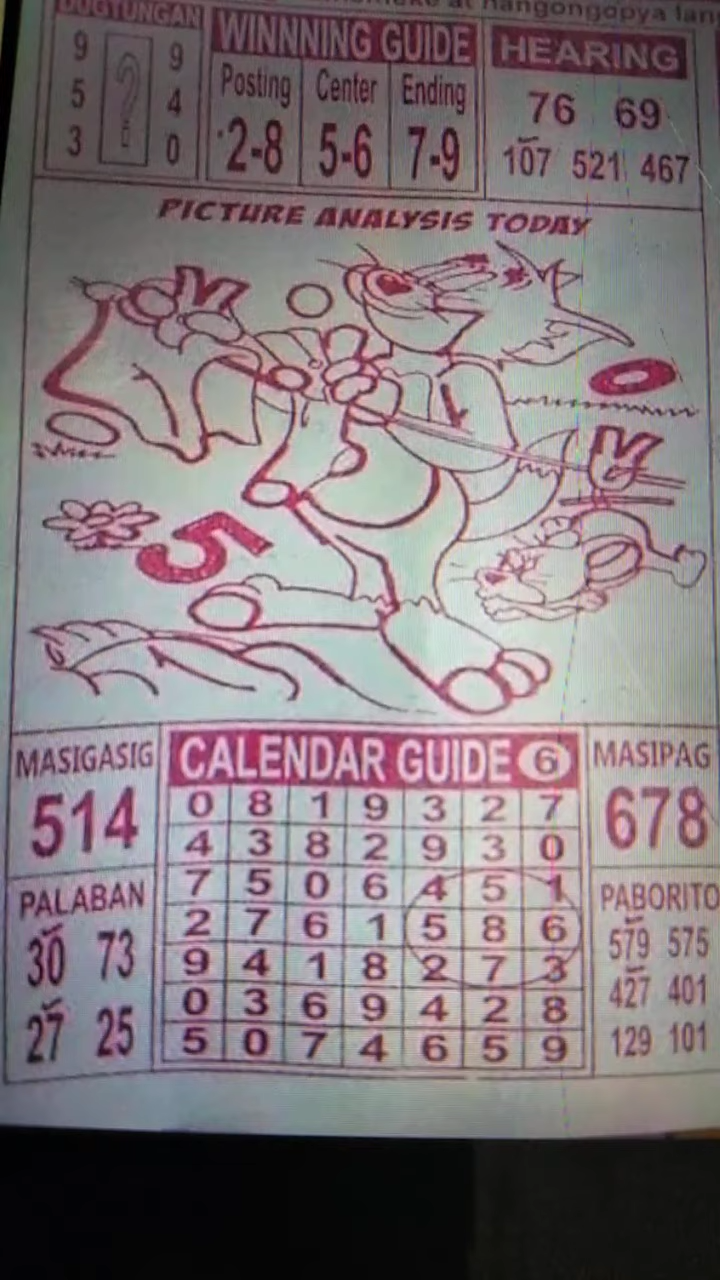 hangongopya
DUGTUNGAN
9 ? 9
5 4
3 0
WINNNING GUIDE
Posting Center Ending
2-8 5-6 7-9
HEARING
76 69
107 521 467
PICTURE ANALYSIS TODAY
0
5
MASIGASIG
514
PALABAN
30 73
27 25
CALENDAR GUIDE 6
0 8 1 9 3 2 7
4 3 8 2 9 3 0
7 5 0 6 4 5 1
2 7 6 1 5 8 6
9 4 1 8 2 7 3
0 3 6 9 4 2 8
5 0 7 4 6 5 9
MASIPAG
678
PABORITO
579 575
427 401
129 101